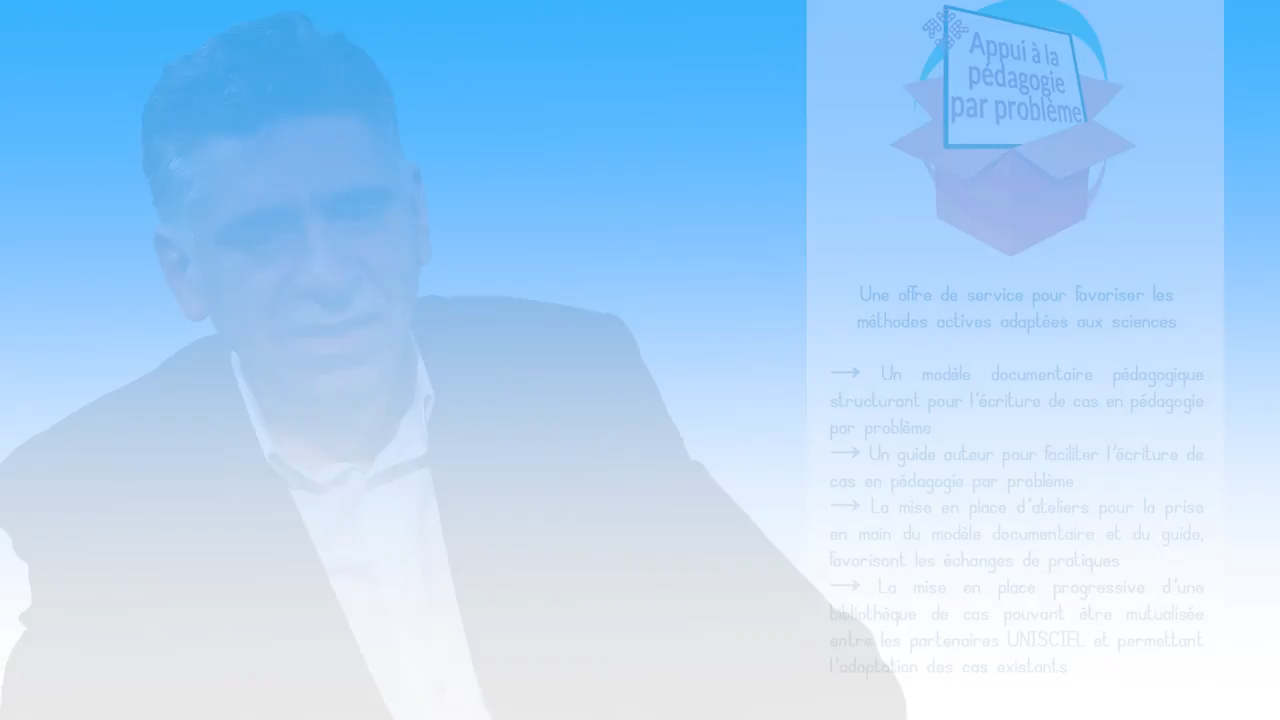 Appui à la
pédagogie
par problème
Une offre de service pour favoriser les
méthodes actives adaptées aux sciences
→ Un modèle documentaire pédagogique
structurant pour l'écriture de cas en pédagogie
par problème
→ Un guide auteur pour faciliter l'écriture de
cas en pédagogie par problème
→ La mise en place d'ateliers pour la prise
en main du modèle documentaire et du guide,
favorisant les échanges de pratiques
→ La mise en place progressive d'une
bibliothèque de cas pouvant être mutualisée
entre les partenaires UNISCIEL et permettant
l'adaptation des cas existants